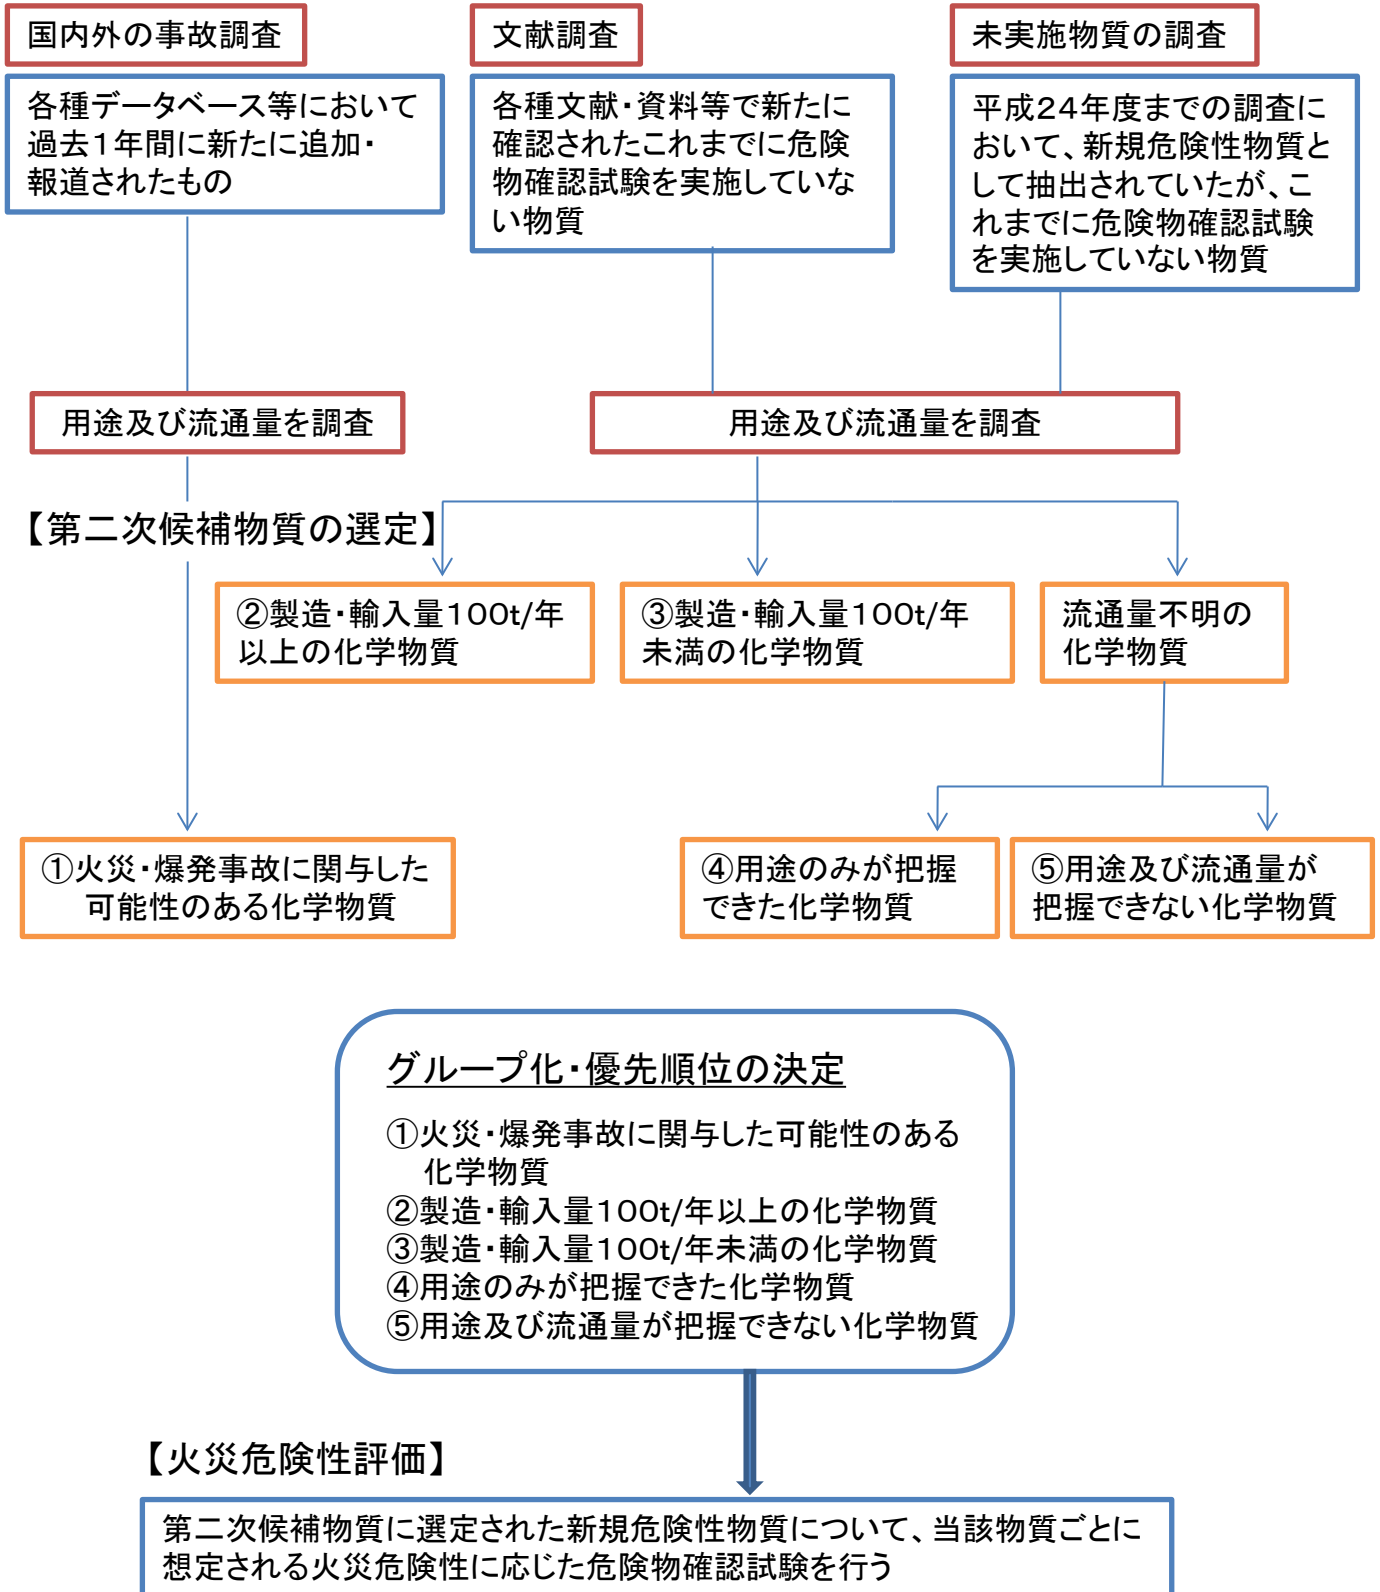 国内外の事故調査
各種データベース等において
過去1年間に新たに追加・
報道されたもの
文献調査
各種文献・資料等で新たに
確認されたこれまでに危険
物確認試験を実施していな
い物質
未実施物質の調査
平成24年度までの調査に
おいて、新規危険性物質と
して抽出されていたが、こ
れまでに危険物確認試験
を実施していない物質
用途及び流通量を調査
用途及び流通量を調査
【第二次候補物質の選定】
②製造・輸入量100t/年
以上の化学物質
③製造・輸入量100t/年
未満の化学物質
流通量不明の
化学物質
①火災・爆発事故に関与した
可能性のある化学物質
④用途のみが把握
できた化学物質
⑤用途及び流通量が
把握できない化学物質
グループ化・優先順位の決定
①火災・爆発事故に関与した可能性のある
化学物質
②製造・輸入量100t/年以上の化学物質
③製造・輸入量100t/年未満の化学物質
④用途のみが把握できた化学物質
⑤用途及び流通量が把握できない化学物質
【火災危険性評価】
第二次候補物質に選定された新規危険性物質について、当該物質ごとに
想定される火災危険性に応じた危険物確認試験を行う